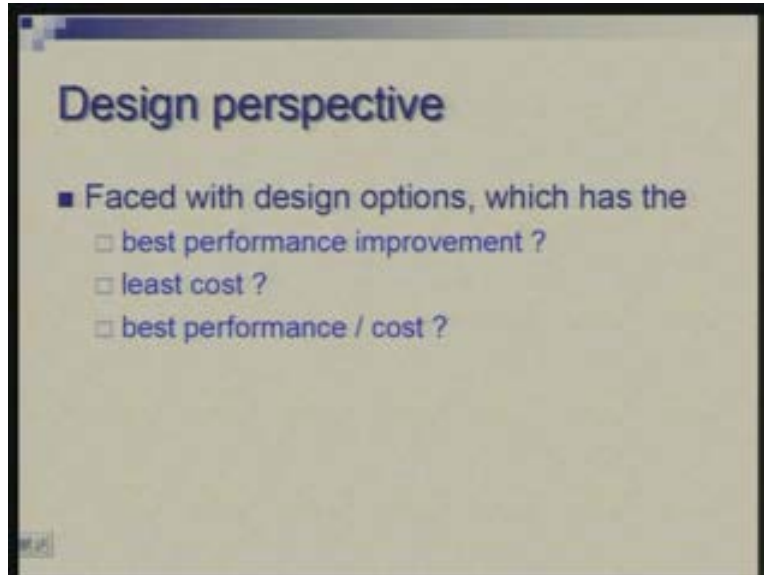 Design perspective
Faced with design options, which has the
best performance improvement ?
least cost ?
best performance / cost ?